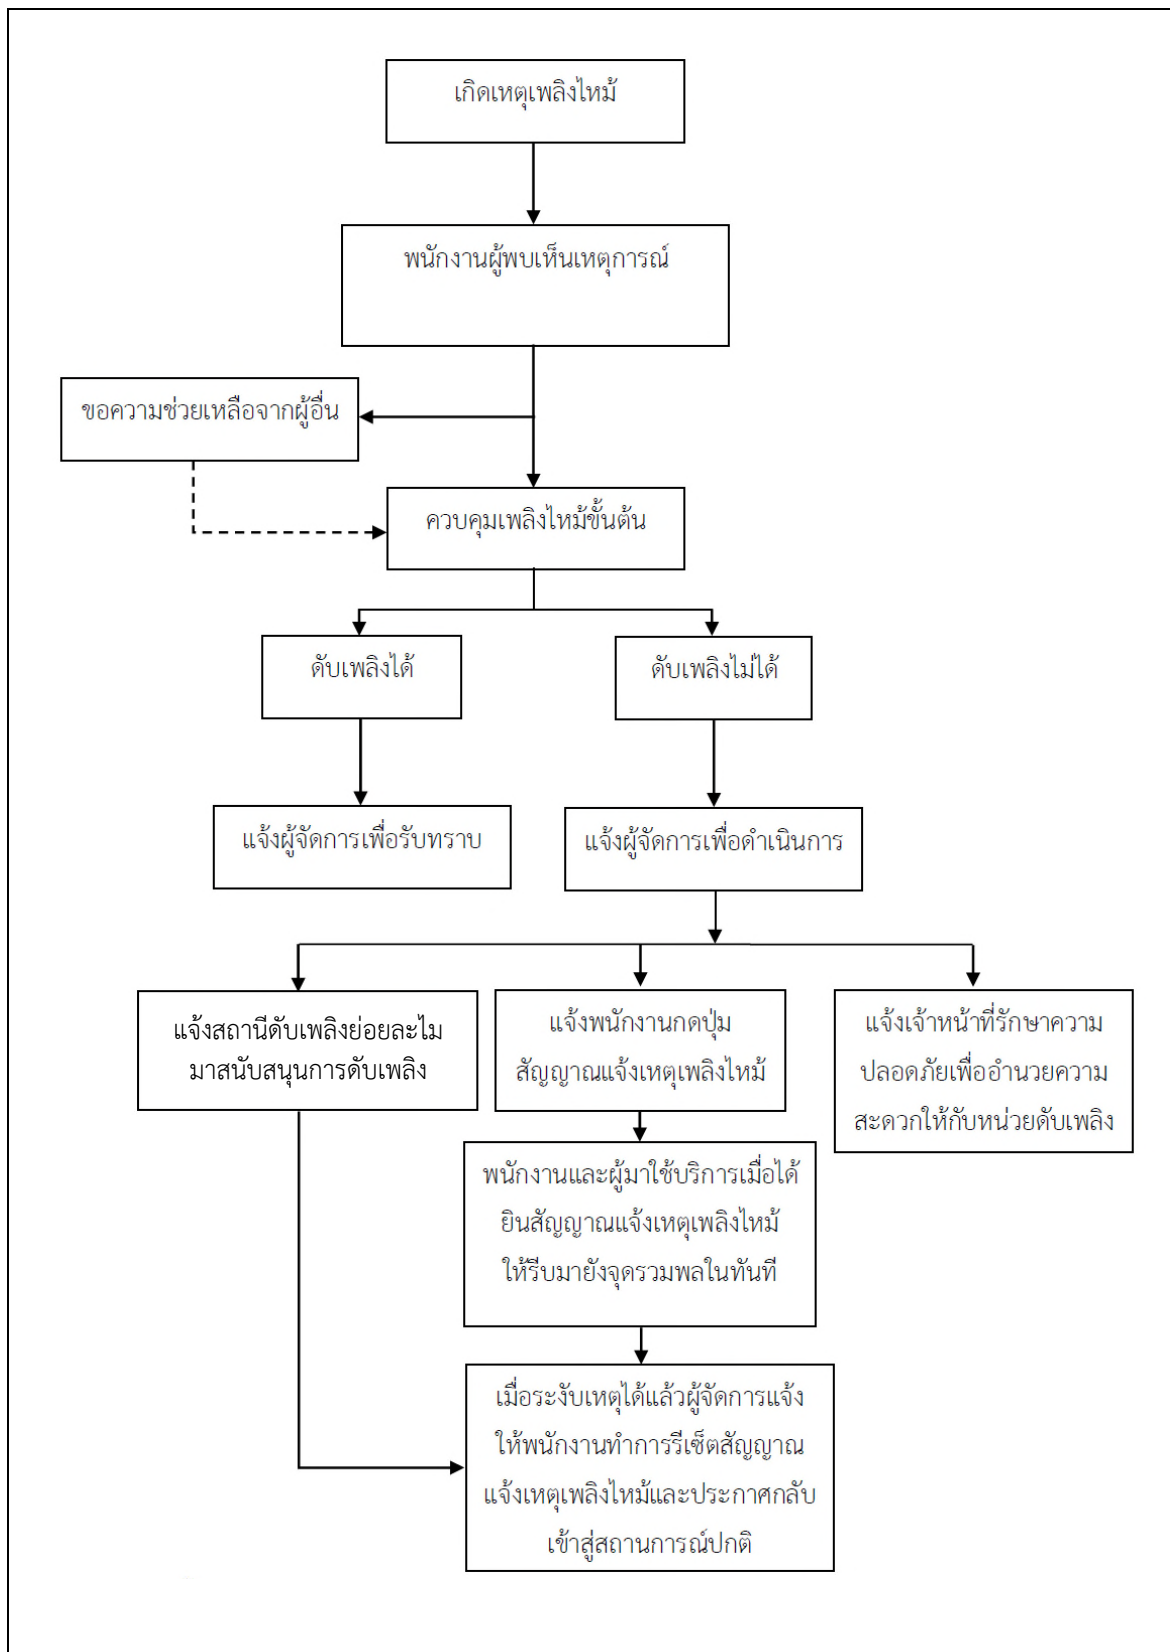 เกิดเหตุเพลิงไหม้
พนักงานผู้พบเห็นเหตุการณ์
ขอความช่วยเหลือจากผู้อื่น
ควบคุมเพลิงไหม้ขั้นต้น
ดับเพลิงได้
ดับเพลิงไม่ได้
แจ้งผู้จัดการเพื่อรับทราบ
แจ้งผู้จัดการเพื่อดำเนินการ
แจ้งสถานีดับเพลิงย่อยละไม
มาสนับสนุนการดับเพลิง
แจ้งพนักงานกดปุ่ม
สัญญาณแจ้งเหตุเพลิงไหม้
แจ้งเจ้าหน้าที่รักษาความ
ปลอดภัยเพื่ออำนวยความ
สะดวกให้กับหน่วยดับเพลิง
พนักงานและผู้มาใช้บริการเมื่อได้
ยินสัญญาณแจ้งเหตุเพลิงไหม้
ให้รีบมายังจุดรวมพลในทันที
เมื่อระงับเหตุได้แล้วผู้จัดการแจ้ง
ให้พนักงานทำการรีเซ็ตสัญญาณ
แจ้งเหตุเพลิงไหม้และประกาศกลับ
เข้าสู่สถานการณ์ปกติ